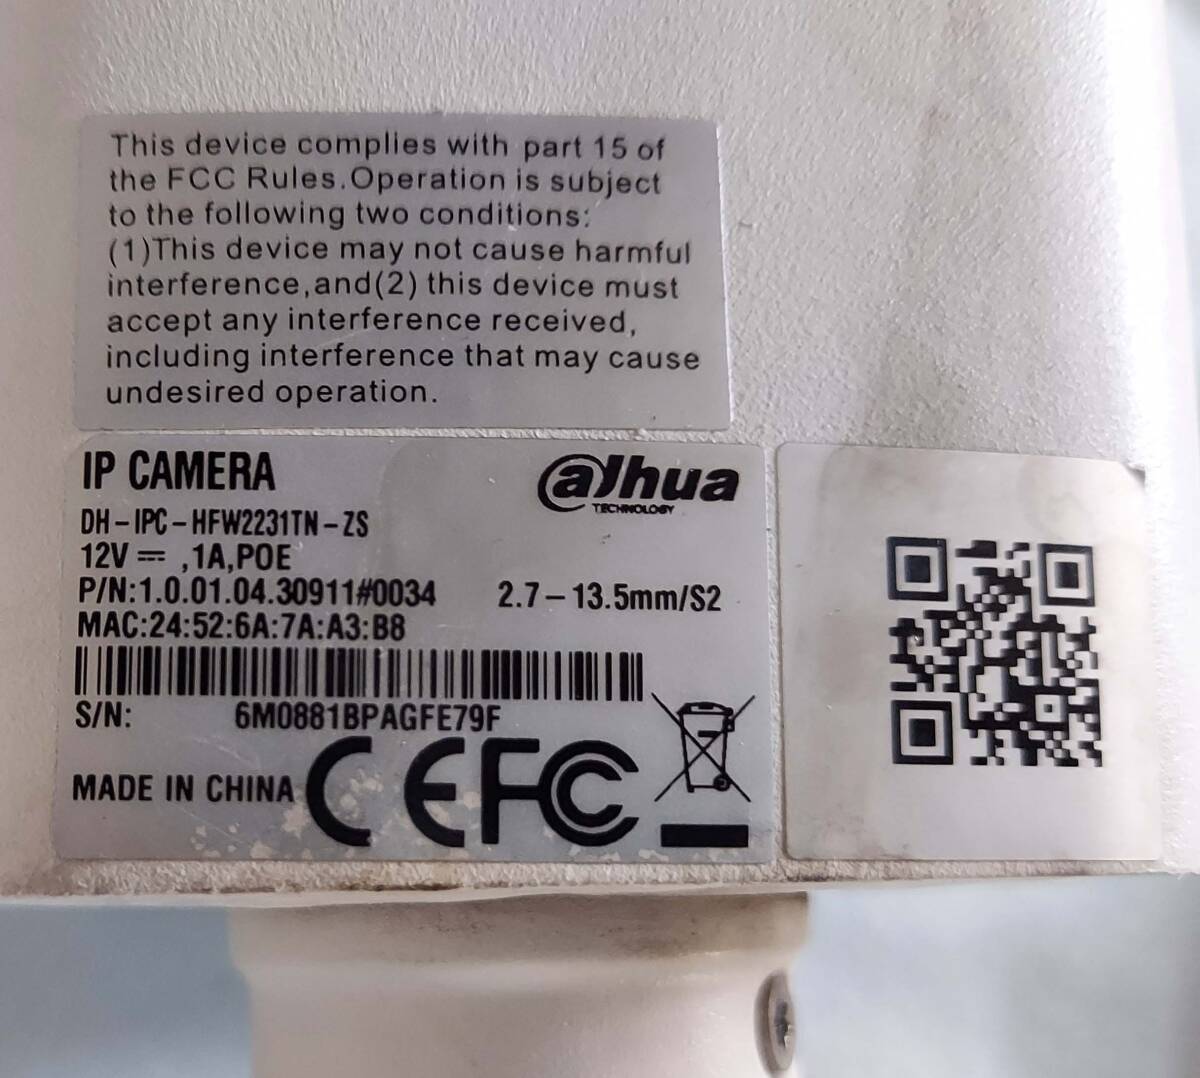 This device complies with part 15 of
the FCC Rules.Operation is subject
to the following two conditions:
(1)This device may not cause harmful
interference,and(2) this device must
accept any interference received,
including interference that may cause
undesired operation.
IP CAMERA
alhua
TECHNOLOGY
DH-IPC-HFW2231TN-ZS
12V ⎓ ,1A,POE
P/N:1.0.01.04.30911#0034 2.7-13.5mm/S2
MAC:24:52:6A:7A:A3:B8
S/N: 6M0881BPAGFE79F
MADE IN CHINA CE FC